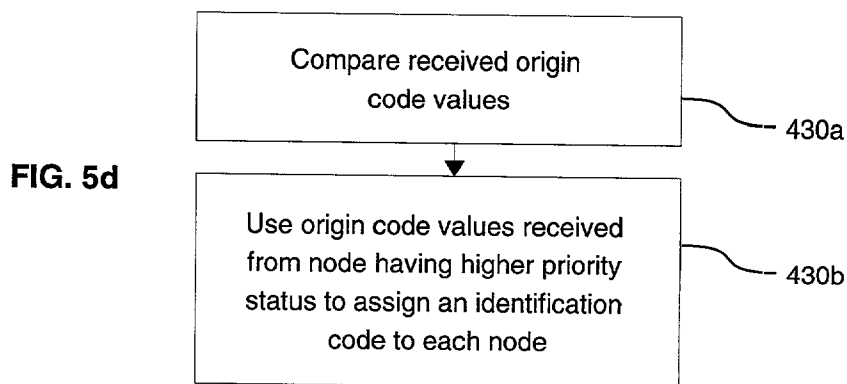 Compare received origin
code values
430a
FIG. 5d
Use origin code values received
from node having higher priority
status to assign an identification
code to each node
430b